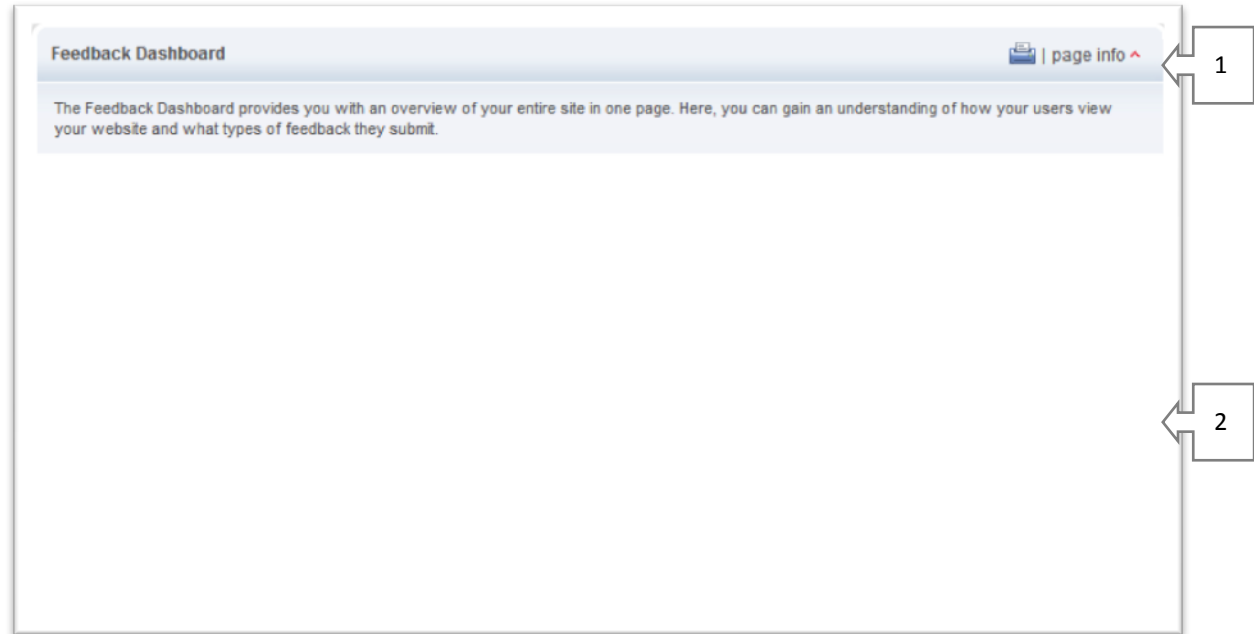 Feedback Dashboard
| page info
1
The Feedback Dashboard provides you with an overview of your entire site in one page. Here, you can gain an understanding of how your users view
your website and what types of feedback they submit.
2